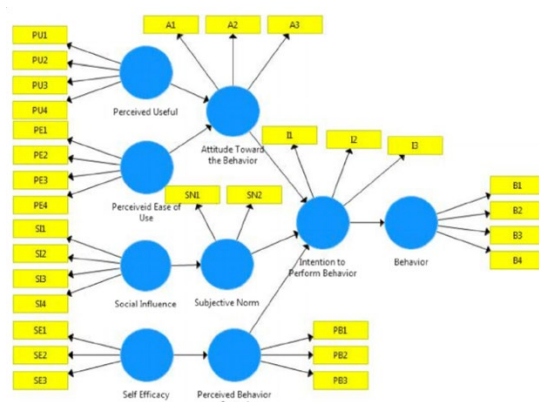 PU1
PU2
PU3
PU4
Perceived Useful
A1
A2
A3
Attitude Toward
the Behavior
PE1
PE2
PE3
PE4
Perceiveid Ease of
Use
I1
I2
I3
SN1
SN2
SI1
SI2
SI3
SI4
Social Influence
Subjective Norm
Intention to
Perform Behavior
Behavior
B1
B2
B3
B4
SE1
SE2
SE3
Self Efficacy
Perceived Behavior
PB1
PB2
PB3